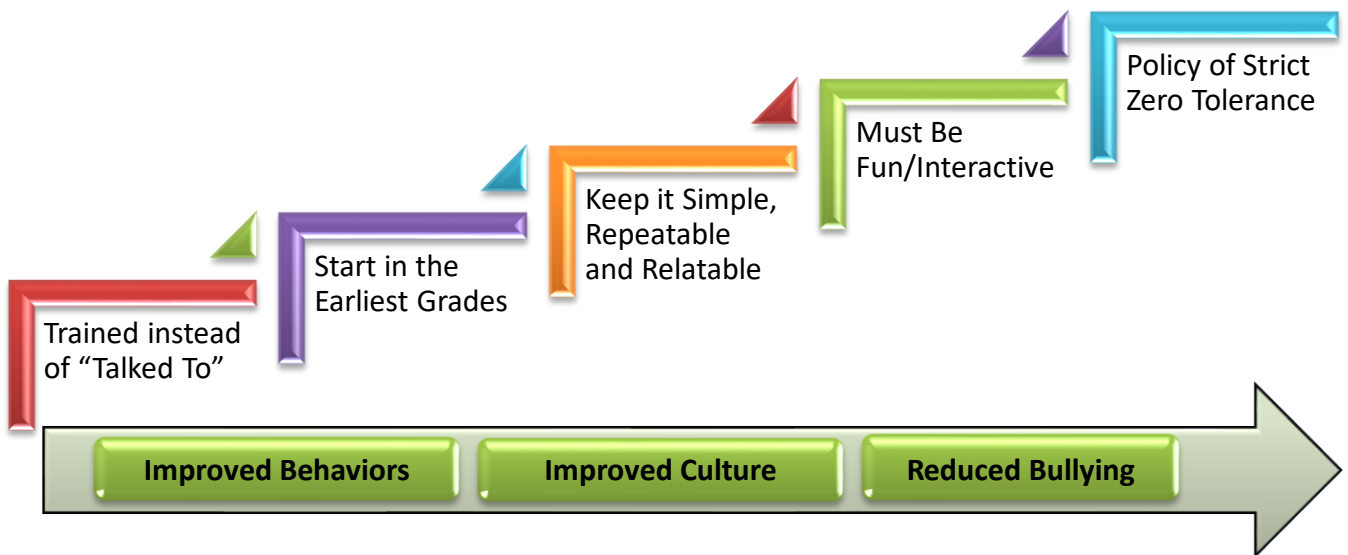 Trained instead
of “Talked To”
Start in the
Earliest Grades
Keep it Simple,
Repeatable
and Relatable
Must Be
Fun/Interactive
Policy of Strict
Zero Tolerance
Improved Behaviors
Improved Culture
Reduced Bullying